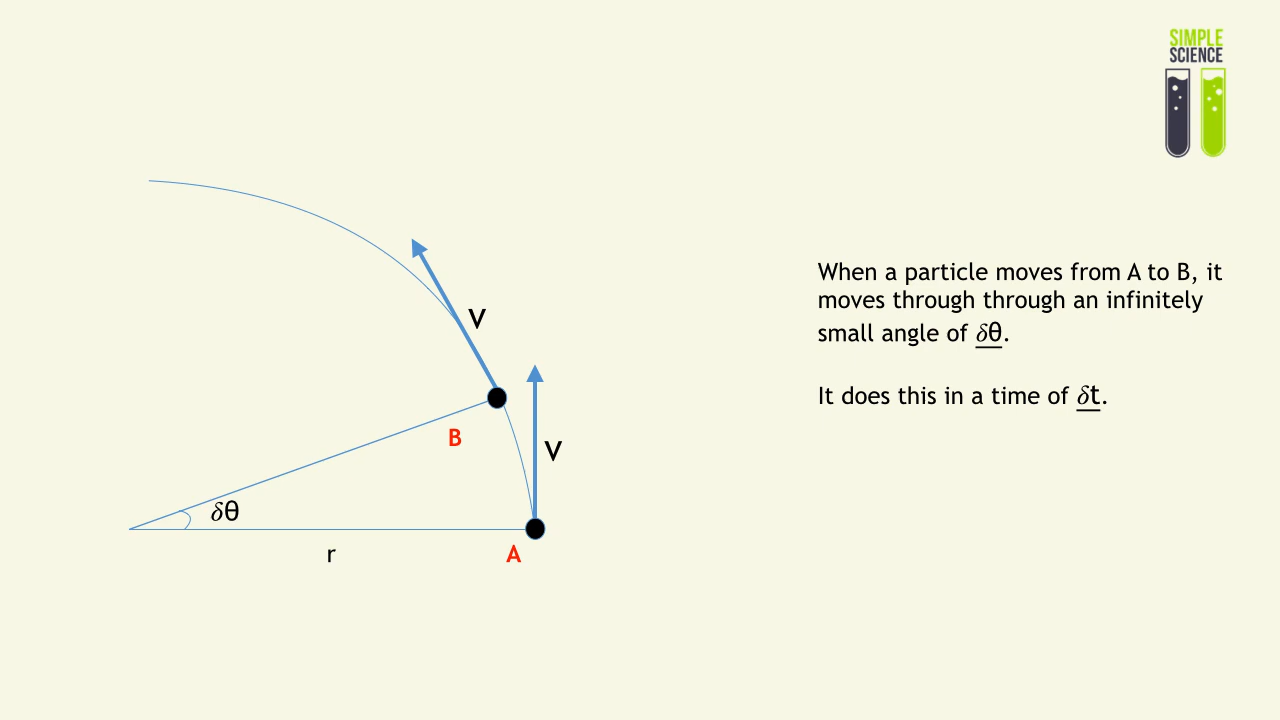 SIMPLE
SCIENCE
V
When a particle moves from A to B, it
moves through through an infinitely
small angle of δθ.
It does this in a time of δt.
B
V
δθ
r
A